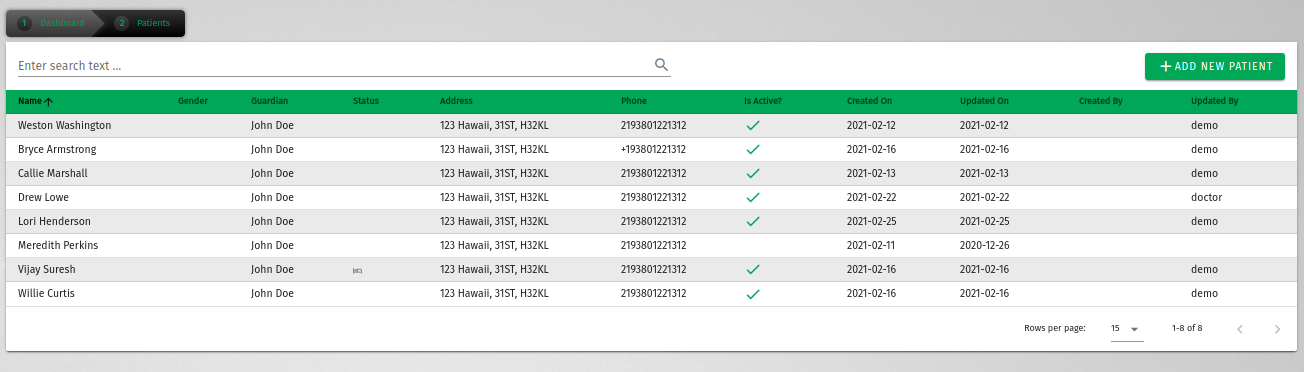 1 Dashboard 2 Patients
Enter search text ...
ADD NEW PATIENT
Name Gender Guardian Status Address Phone Is Active? Created On Updated On Created By Updated By
Weston Washington John Doe 123 Hawaii, 31ST, H32KL 2193801221312 2021-02-12 2021-02-12 demo
Bryce Armstrong John Doe 123 Hawaii, 31ST, H32KL +193801221312 2021-02-16 2021-02-16 demo
Callie Marshall John Doe 123 Hawaii, 31ST, H32KL 2193801221312 2021-02-13 2021-02-13 demo
Drew Lowe John Doe 123 Hawaii, 31ST, H32KL 2193801221312 2021-02-22 2021-02-22 doctor
Lori Henderson John Doe 123 Hawaii, 31ST, H32KL 2193801221312 2021-02-25 2021-02-25 demo
Meredith Perkins John Doe 123 Hawaii, 31ST, H32KL 2193801221312 2021-02-11 2020-12-26
Vijay Suresh John Doe 123 Hawaii, 31ST, H32KL 2193801221312 2021-02-16 2021-02-16 demo
Willie Curtis John Doe 123 Hawaii, 31ST, H32KL 2193801221312 2021-02-16 2021-02-16 demo
Rows per page: 15 1-8 of 8